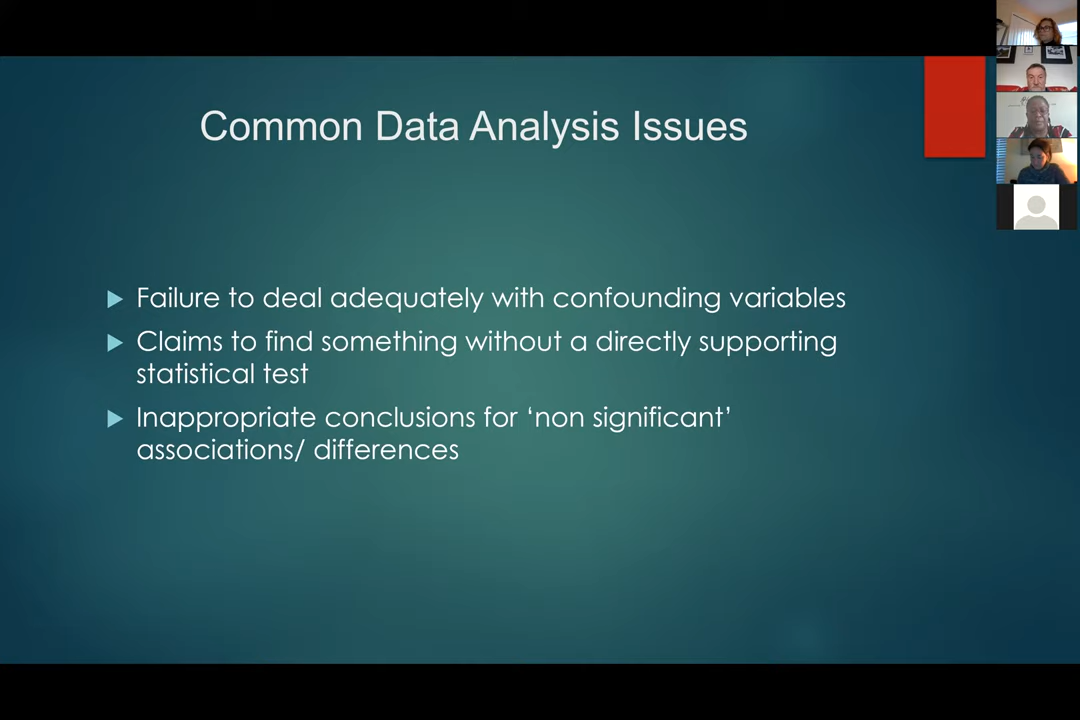 Common Data Analysis Issues
Failure to deal adequately with confounding variables
Claims to find something without a directly supporting
statistical test
Inappropriate conclusions for ‘non significant’
associations/ differences